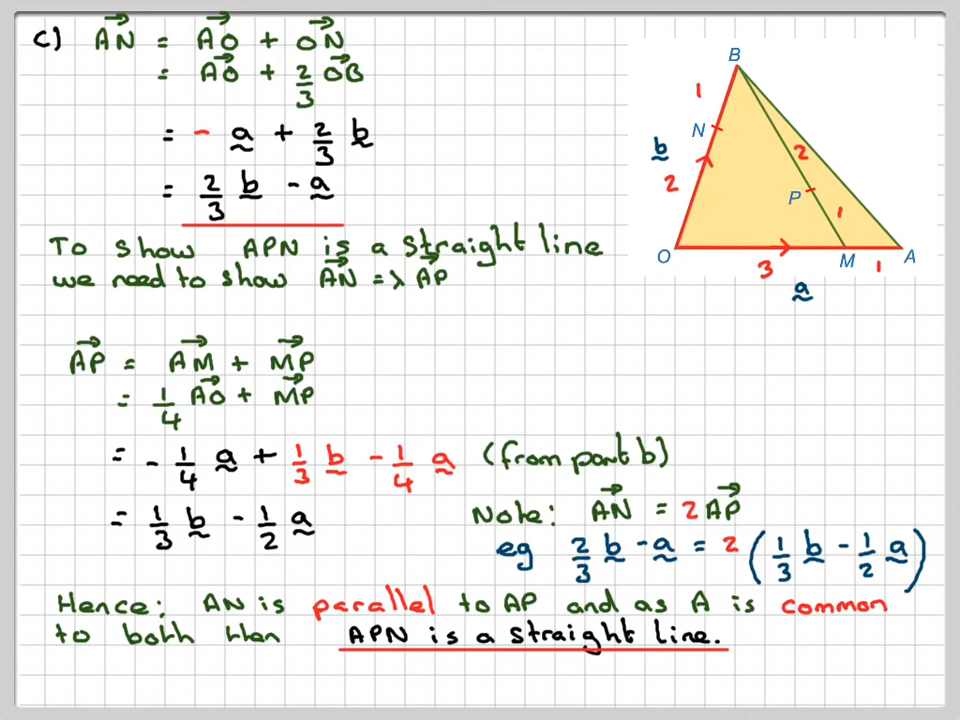 c) AN→ = AO→ + ON→
= AO→ + 2/3 OB→
= - a + 2/3 b
= 2/3 b - a
To show APN is a straight line
we need to show AN→ = λ AP→
AP→ = AM→ + MP→
= 1/4 AO→ + MP→
= - 1/4 a + 1/3 b - 1/4 a (from part b)
= 1/3 b - 1/2 a
Note: AN→ = 2AP→
eg 2/3 b - a = 2 (1/3 b - 1/2 a)
Hence: AN is parallel to AP and as A is common
to both then APN is a straight line.
B
1
N
b
2
2
P
1
O
3
M
1
A
a